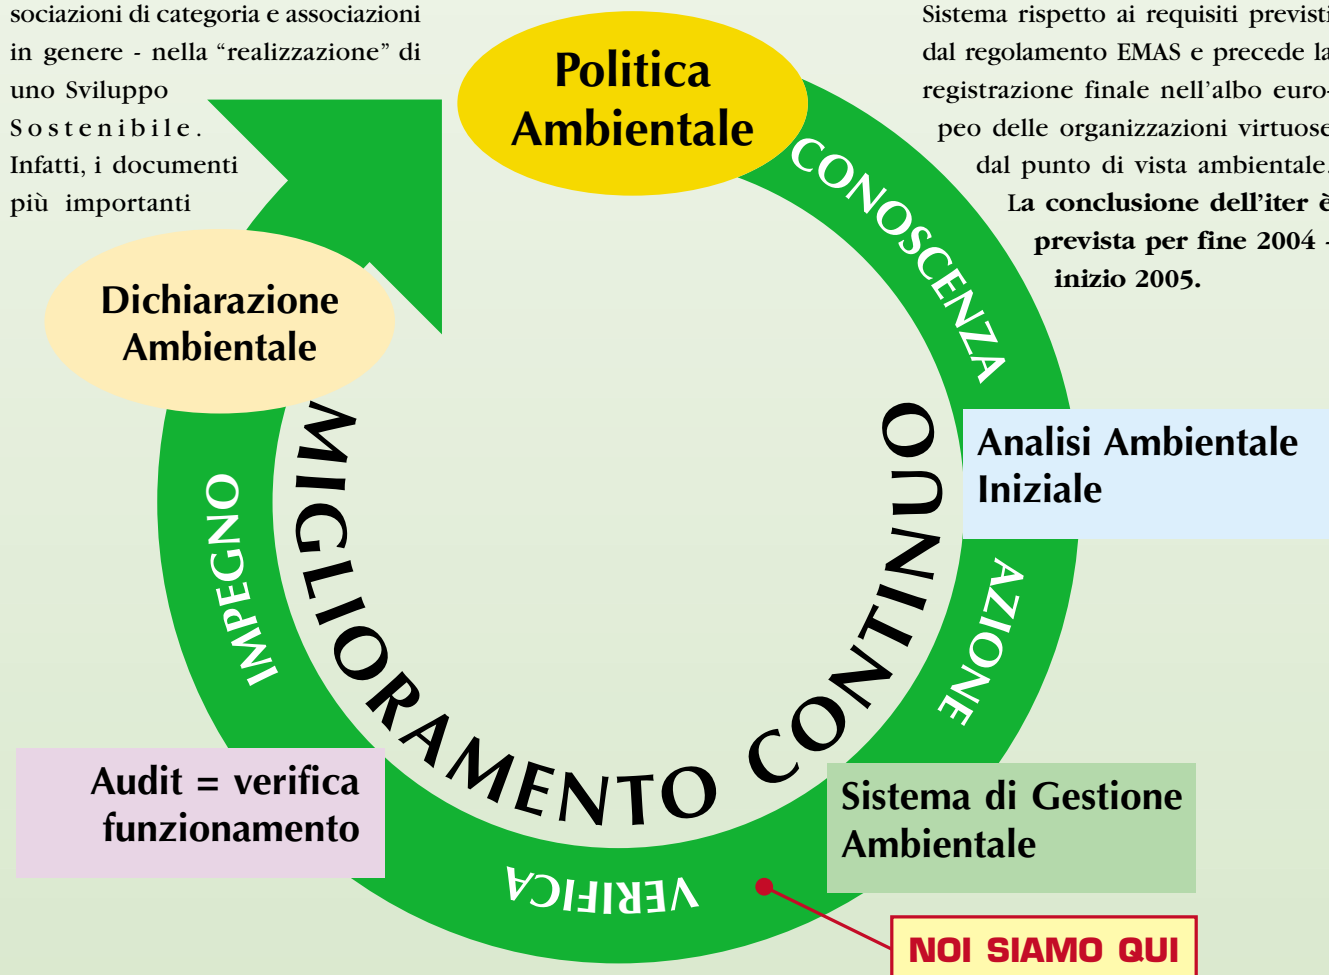 sociazioni di categoria e associazioni
in genere - nella “realizzazione” di
uno Sviluppo
Sostenibile.
Infatti, i documenti
più importanti
Sistema rispetto ai requisiti previsti
dal regolamento EMAS e precede la
registrazione finale nell'albo euro-
peo delle organizzazioni virtuose
dal punto di vista ambientale.
La conclusione dell'iter è
prevista per fine 2004 -
inizio 2005.
Politica
Ambientale
CONOSCENZA
Analisi Ambientale
Iniziale
AZIONE
Sistema di Gestione
Ambientale
NOI SIAMO QUI
VERIFICA
Audit = verifica
funzionamento
IMPEGNO
Dichiarazione
Ambientale
MIGLIORAMENTO CONTINUO